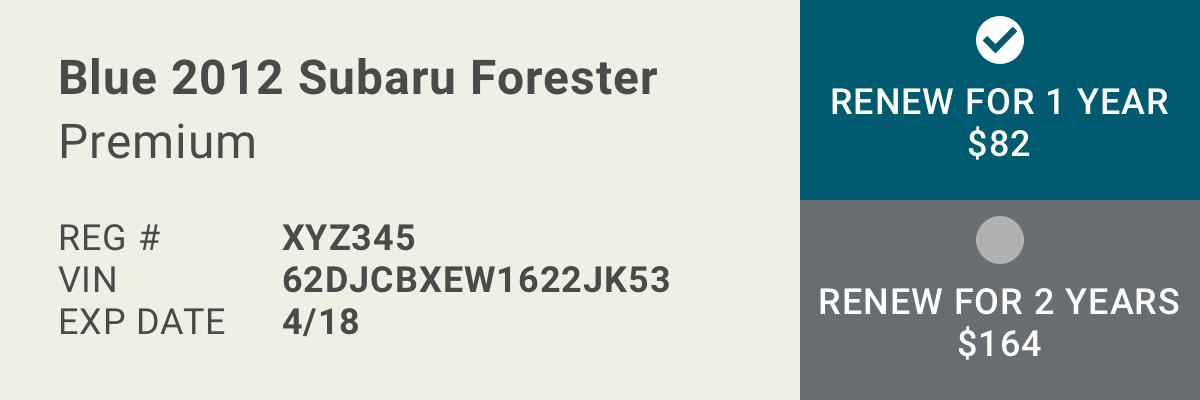 Blue 2012 Subaru Forester
Premium
REG # XYZ345
VIN 62DJCBXEW1622JK53
EXP DATE 4/18
RENEW FOR 1 YEAR
$82
RENEW FOR 2 YEARS
$164